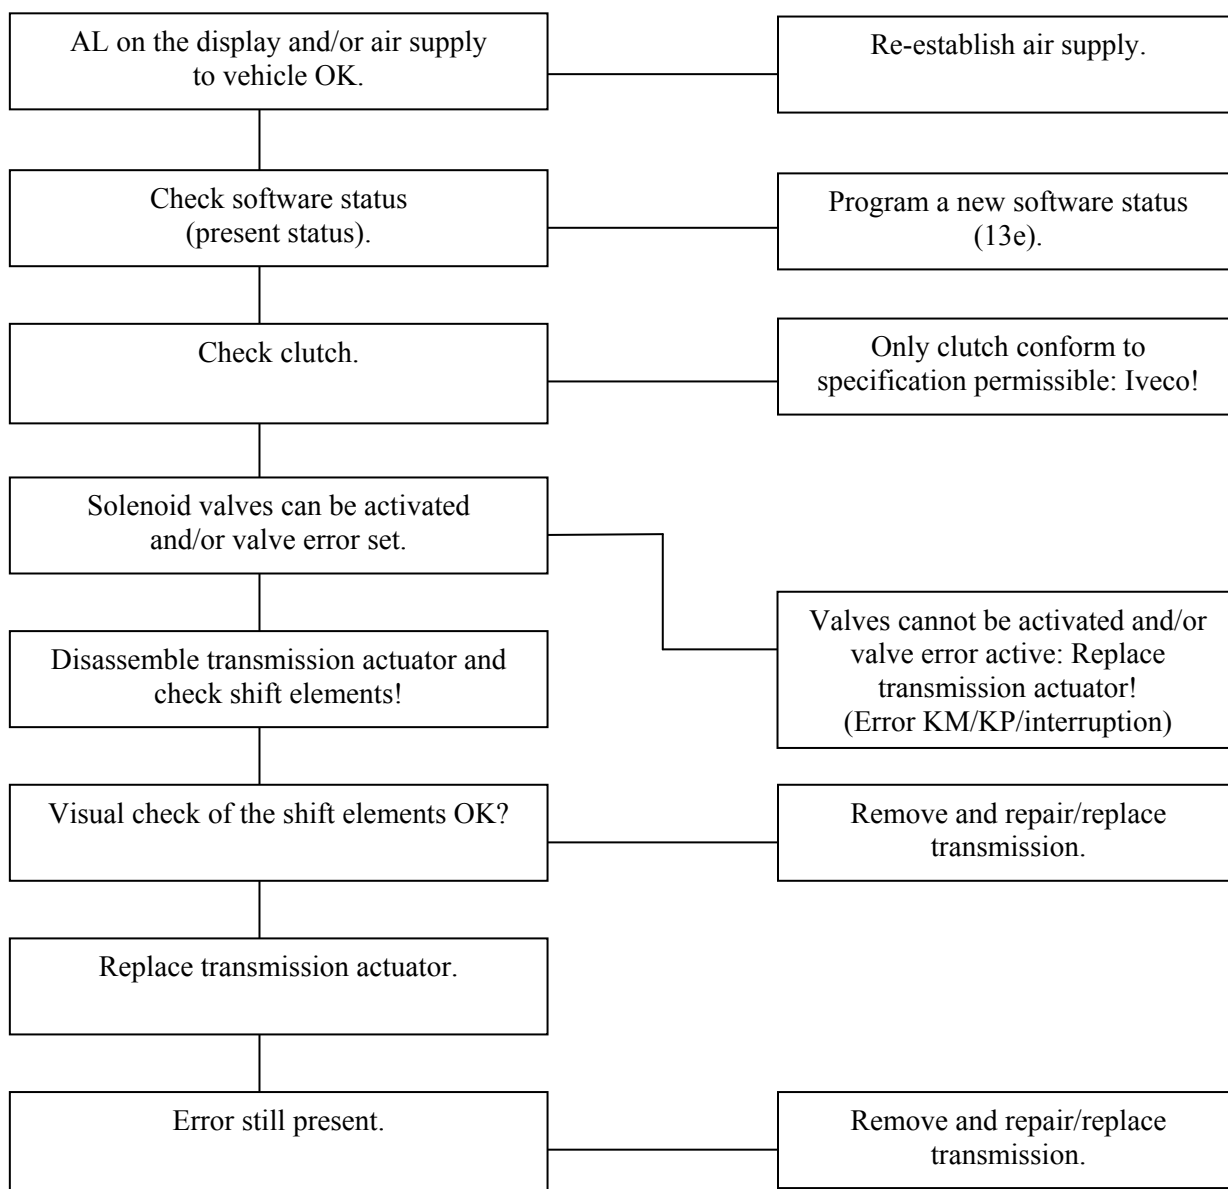 AL on the display and/or air supply
to vehicle OK.
Re-establish air supply.
Check software status
(present status).
Program a new software status
(13e).
Check clutch.
Only clutch conform to
specification permissible: Iveco!
Solenoid valves can be activated
and/or valve error set.
Valves cannot be activated and/or
valve error active: Replace
transmission actuator!
(Error KM/KP/interruption)
Disassemble transmission actuator and
check shift elements!
Visual check of the shift elements OK?
Remove and repair/replace
transmission.
Replace transmission actuator.
Error still present.
Remove and repair/replace
transmission.